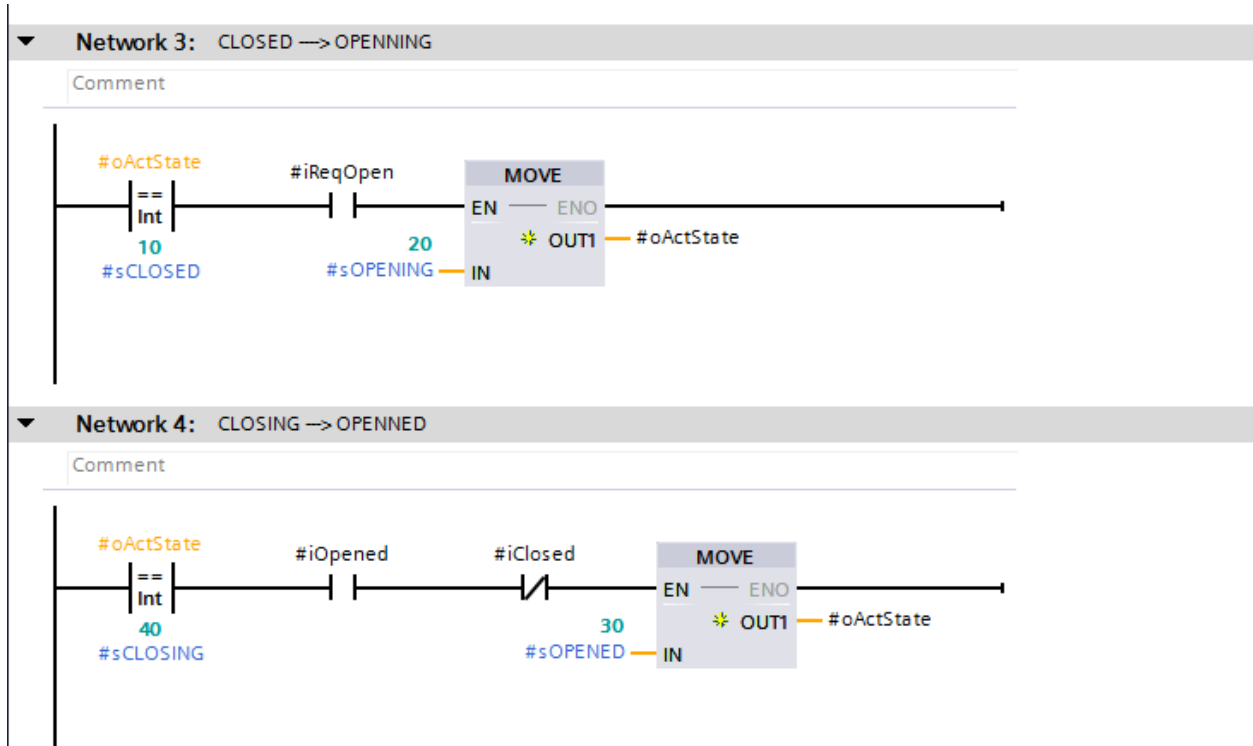 Network 3: CLOSED ---> OPENNING
Comment
#oActState
#iReqOpen
MOVE
==
Int
EN ENO
10
20
OUT1 #oActState
#sCLOSED
#sOPENING IN
Network 4: CLOSING ---> OPENNED
Comment
#oActState
#iOpened
#iClosed
MOVE
==
Int
EN ENO
40
30
OUT1 #oActState
#sCLOSING
#sOPENED IN